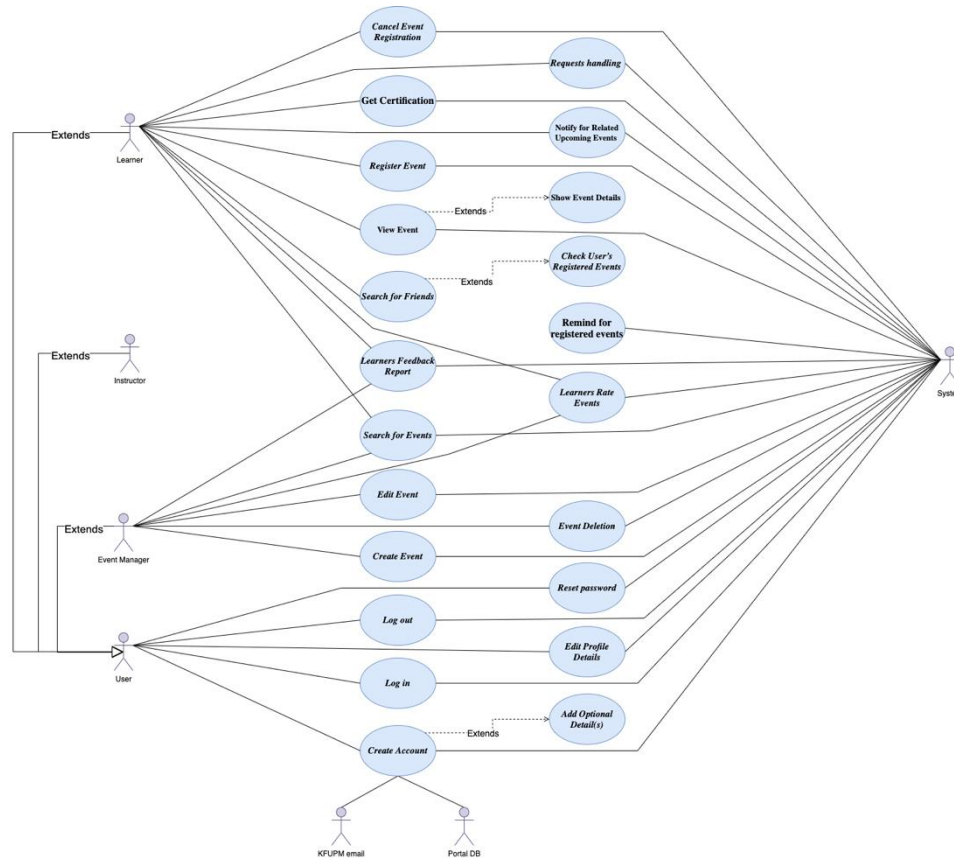 Cancel Event
Registration
Requests handling
Get Certification
Extends
Notify for Related
Upcoming Events
Learner
Register Event
Show Event Details
Extends
View Event
Check User's
Registered Events
Extends
Search for Friends
Remind for
registered events
Extends
Instructor
Learners Feedback
Report
System
Learners Rate
Events
Search for Events
Edit Event
Extends
Event Deletion
Event Manager
Create Event
Reset password
Log out
Edit Profile
Details
User
Log in
Add Optional
Detail(s)
Extends
Create Account
KFUPM email
Portal DB